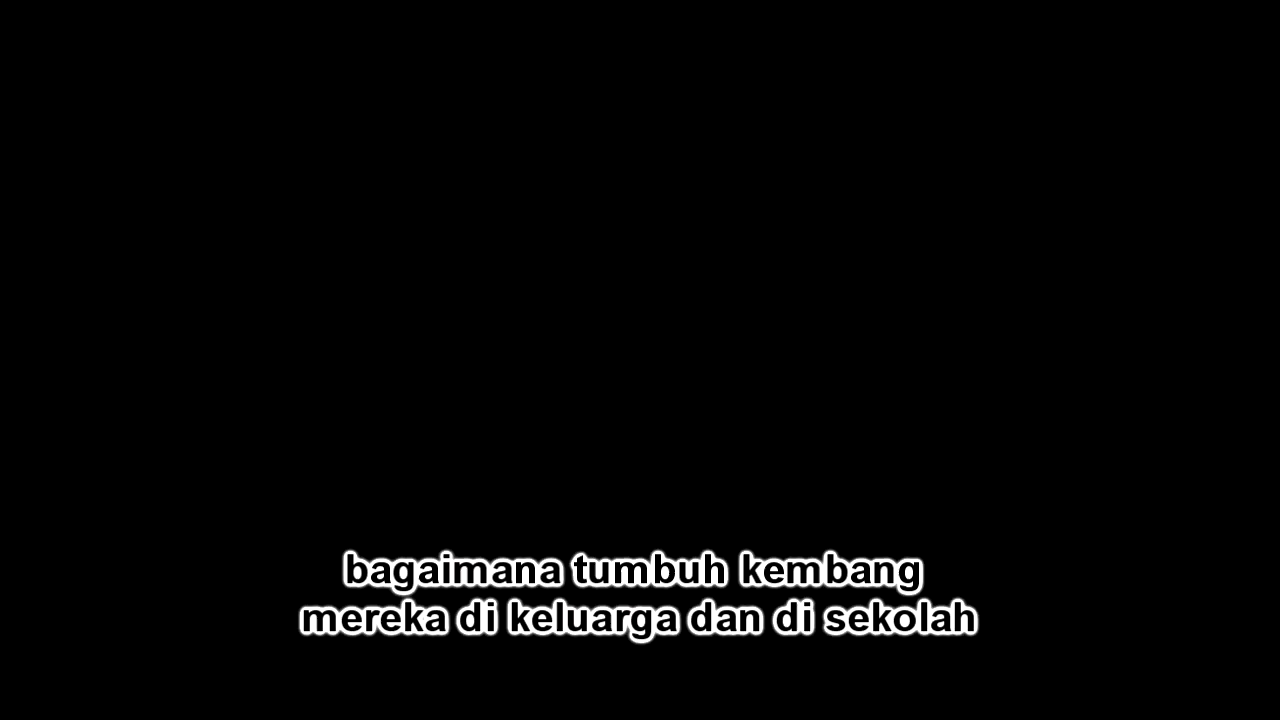 bagaimana tumbuh kembang
mereka di keluarga dan di sekolah